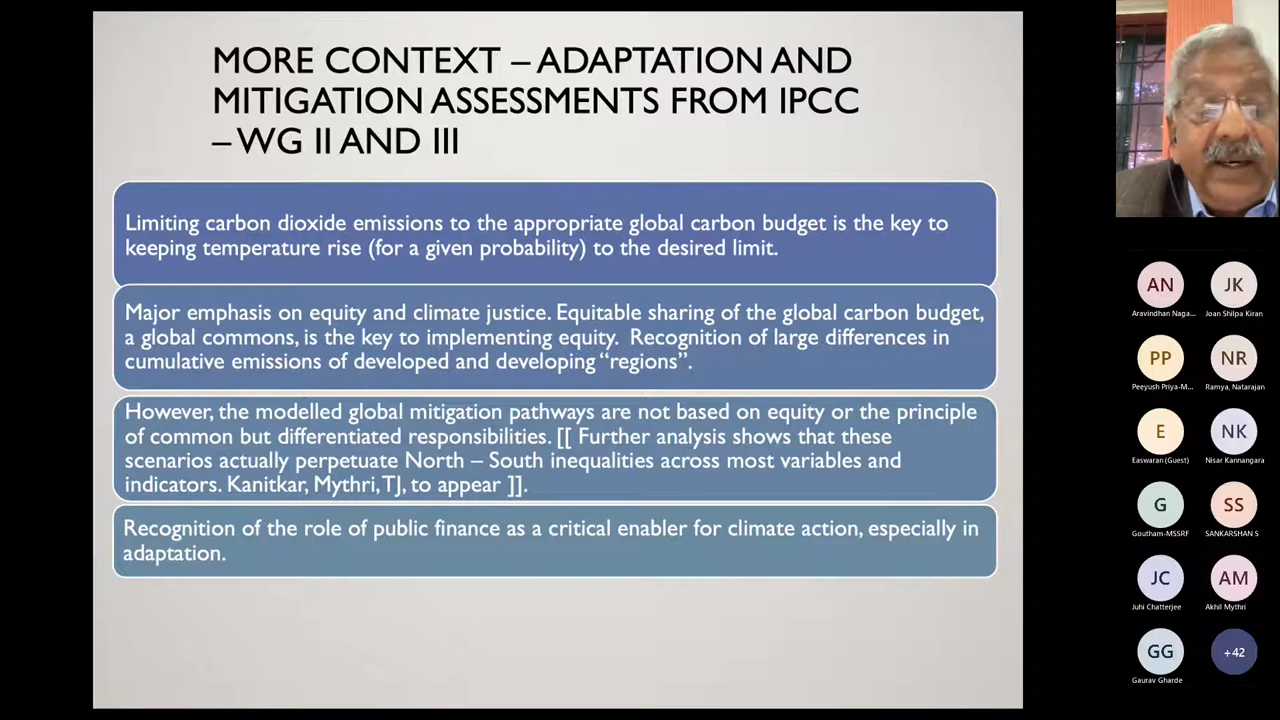 MORE CONTEXT – ADAPTATION AND
MITIGATION ASSESSMENTS FROM IPCC
– WG II AND III
Limiting carbon dioxide emissions to the appropriate global carbon budget is the key to
keeping temperature rise (for a given probability) to the desired limit.
Major emphasis on equity and climate justice. Equitable sharing of the global carbon budget,
a global commons, is the key to implementing equity.  Recognition of large differences in
cumulative emissions of developed and developing “regions”.
However, the modelled global mitigation pathways are not based on equity or the principle
of common but differentiated responsibilities. [[ Further analysis shows that these
scenarios actually perpetuate North – South inequalities across most variables and
indicators. Kanitkar, Mythri, TJ, to appear ]].
Recognition of the role of public finance as a critical enabler for climate action, especially in
adaptation.
AN JK
Aravindhan Naga... Joan Shilpa Kiran
PP NR
Peeyush Priya-M... Ramya, Natarajan
E NK
Easwaran (Guest) Nisar Kannangara
G SS
Goutham-MSSRF SANKARSHAN S
JC AM
Juhi Chatterjee Akhil Mythri
GG +42
Gaurav Gharde